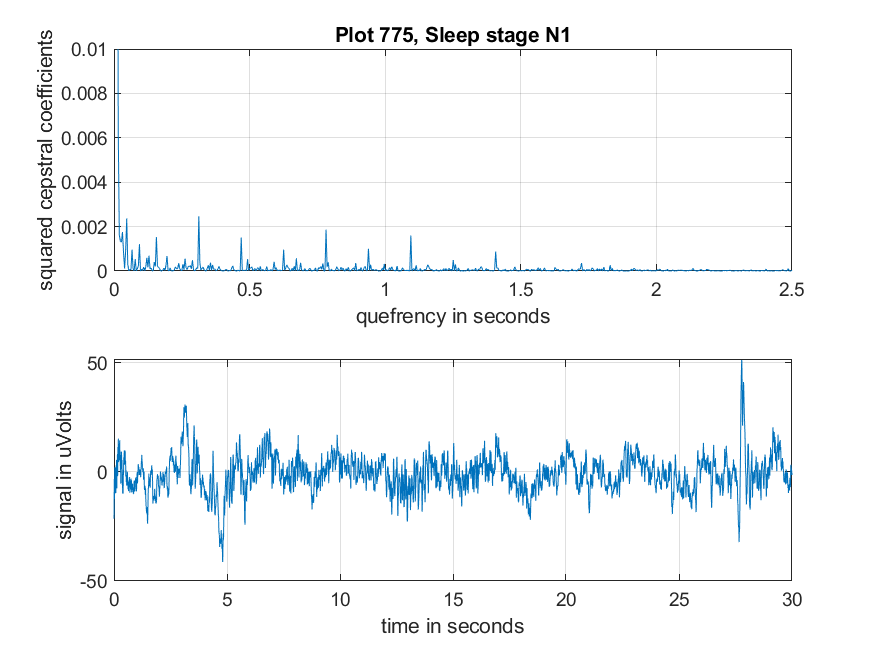 Plot 775, Sleep stage N1
squared cepstral coefficients
0.01
0.008
0.006
0.004
0.002
0
0 0.5 1 1.5 2 2.5
quefrency in seconds
signal in uVolts
50
0
-50
0 5 10 15 20 25 30
time in seconds